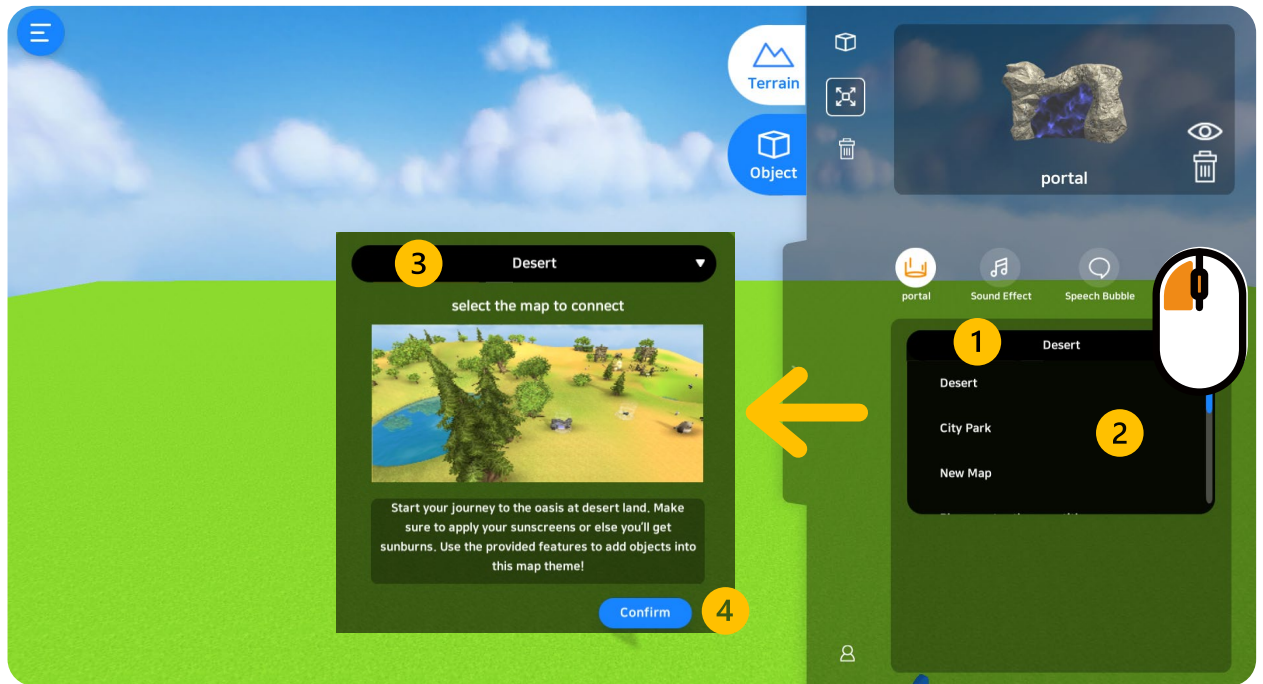 Terrain
Object
portal
portal
Sound Effect
Speech Bubble
1
Desert
Desert
City Park
2
New Map
3
Desert
select the map to connect
Start your journey to the oasis at desert land. Make
sure to apply your sunscreens or else you'll get
sunburns. Use the provided features to add objects into
this map theme!
Confirm
4